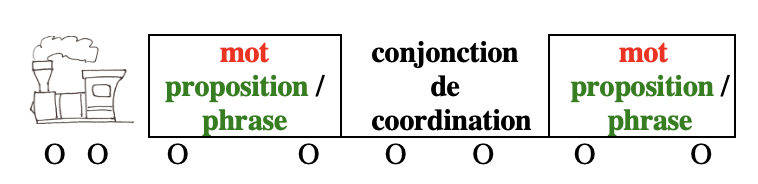 mot conjonction mot
proposition / de proposition /
phrase coordination phrase
O O O O O O O O